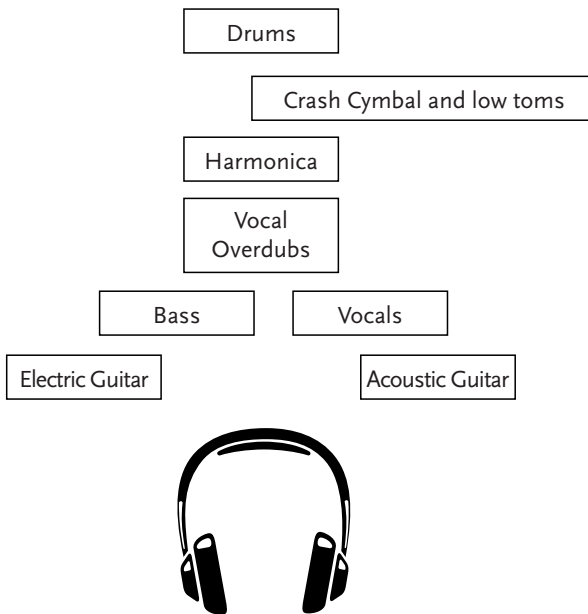 Drums
Crash Cymbal and low toms
Harmonica
Vocal
Overdubs
Bass
Vocals
Electric Guitar
Acoustic Guitar